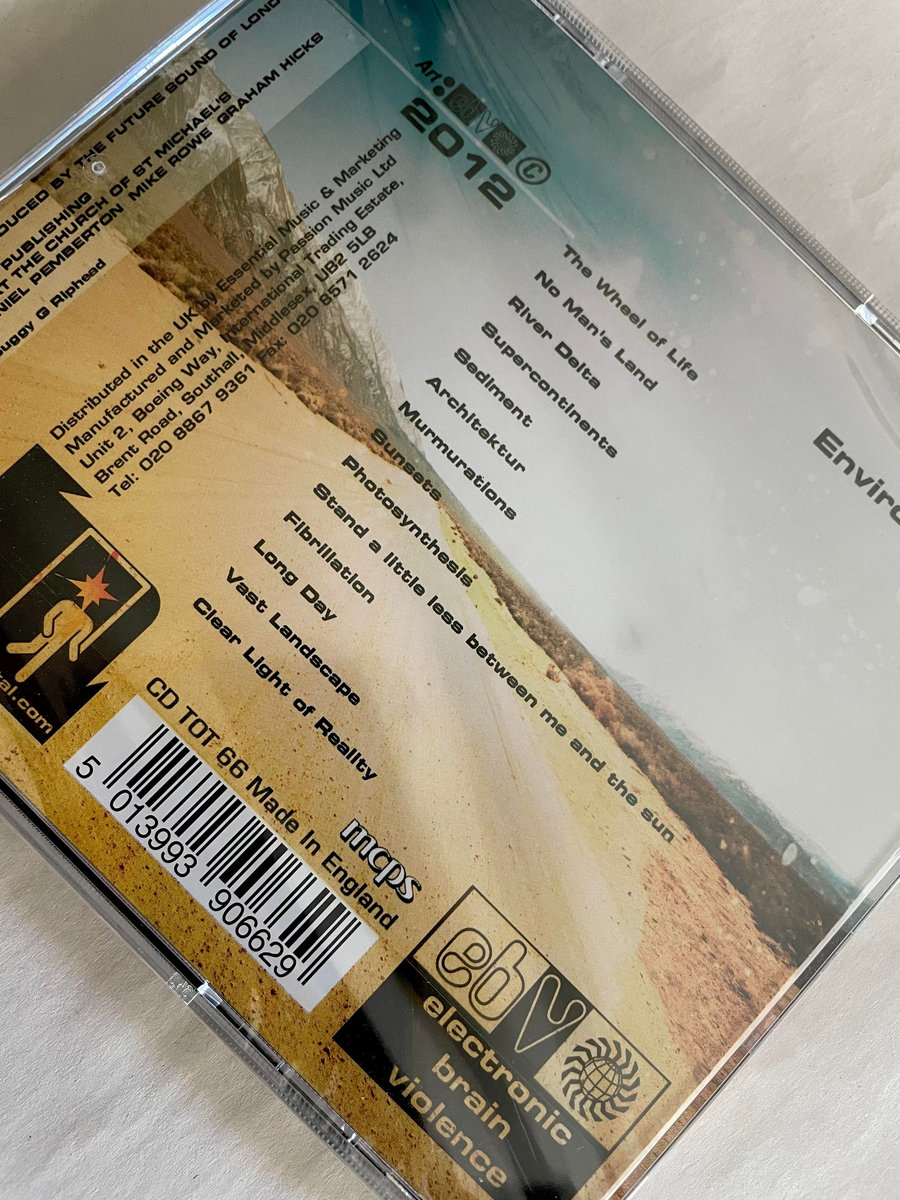 THE FUTURE SOUND OF LOND
PUBLISHING OF ST MICHAEL'S
AT THE CHURCH OF
PEMBERTON MIKE ROWE GRAHAM HICKS
uggy G Riphead
Distributed in the UK by Essential Music & Marketing
Manufactured and Marketed by Passion Music Ltd
Unit 2, Boeing Way, International Trading Estate,
Brent Road, Southall, Middlesex, UB2 5LB
Tel: 020 8867 9361 Fax: 020 8571 2624
Art: ebv ©
2012
The Wheel of Life
No Man's Land
River Delta
Supercontinents
Sediment
Architektur
Murmurations
Sunsets
Photosynthesis
Stand a little less between me and the sun
Fibrillation
Long Day
Vast Landscape
Clear Light of Reality
Enviro
al.com
CD TOT 66 Made In England
5 013993 906629
mcps
ebv
electronic
brain
violence